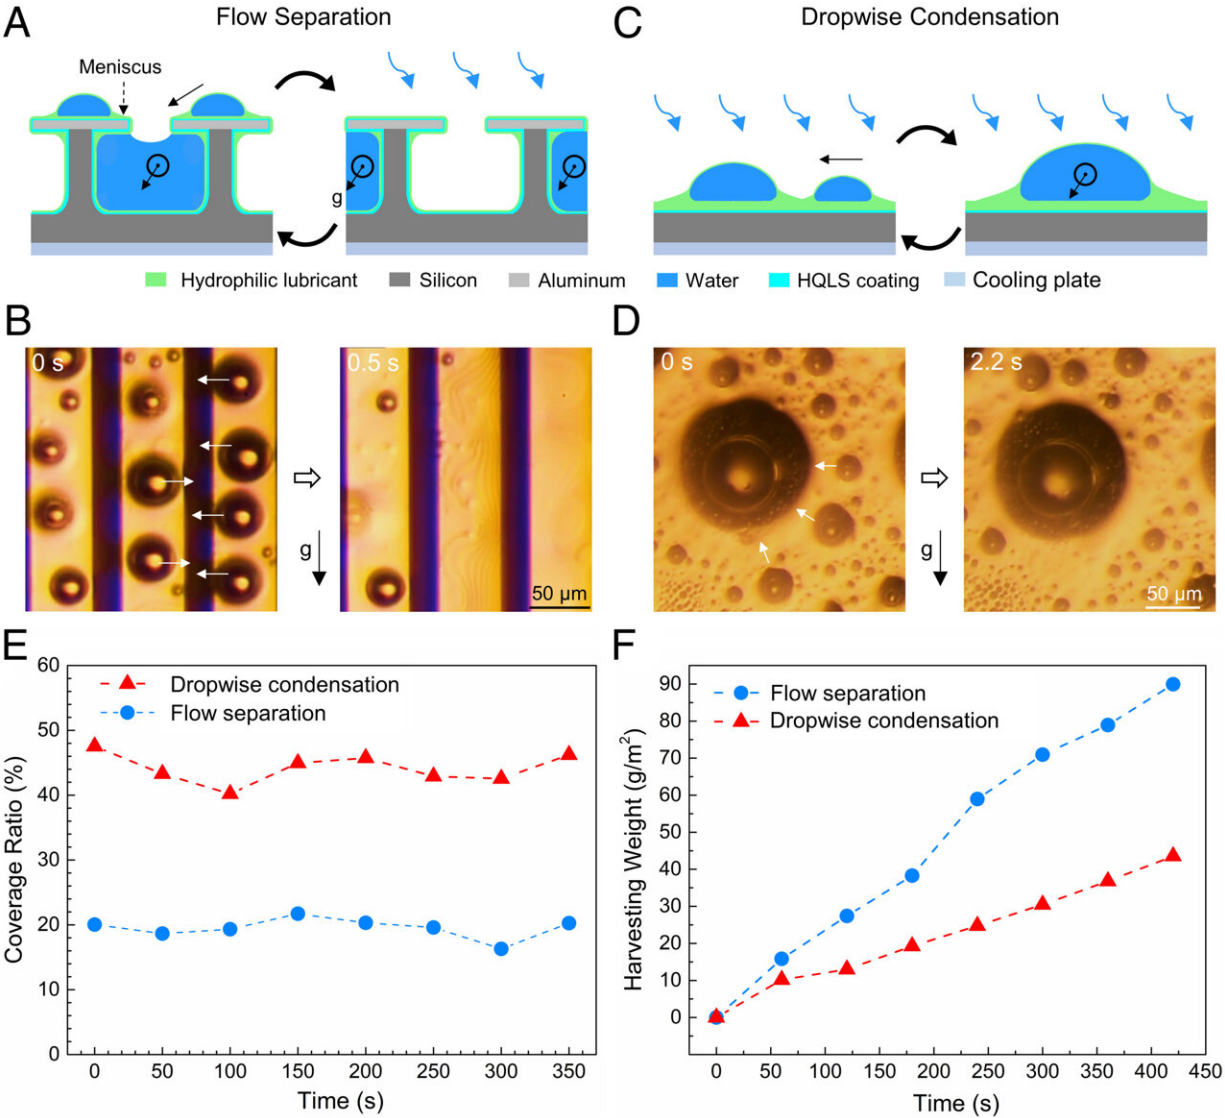 A
Flow Separation
C
Dropwise Condensation
Meniscus
g
Hydrophilic lubricant
Silicon
Aluminum
Water
HQLS coating
Cooling plate
B
0 s
0.5 s
g
50 µm
D
0 s
2.2 s
g
50 µm
E
60
50
40
30
20
10
0
Coverage Ratio (%)
Dropwise condensation
Flow separation
0 50 100 150 200 250 300 350
Time (s)
F
90
80
70
60
50
40
30
20
10
0
Harvesting Weight (g/m²)
Flow separation
Dropwise condensation
0 50 100 150 200 250 300 350 400 450
Time (s)